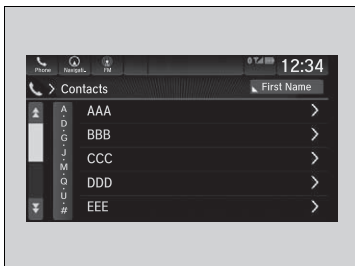 Phone Navigati.. FM 12:34
> Contacts First Name
AAA
BBB
CCC
DDD
EEE
A
D
G
J
M
Q
U
#